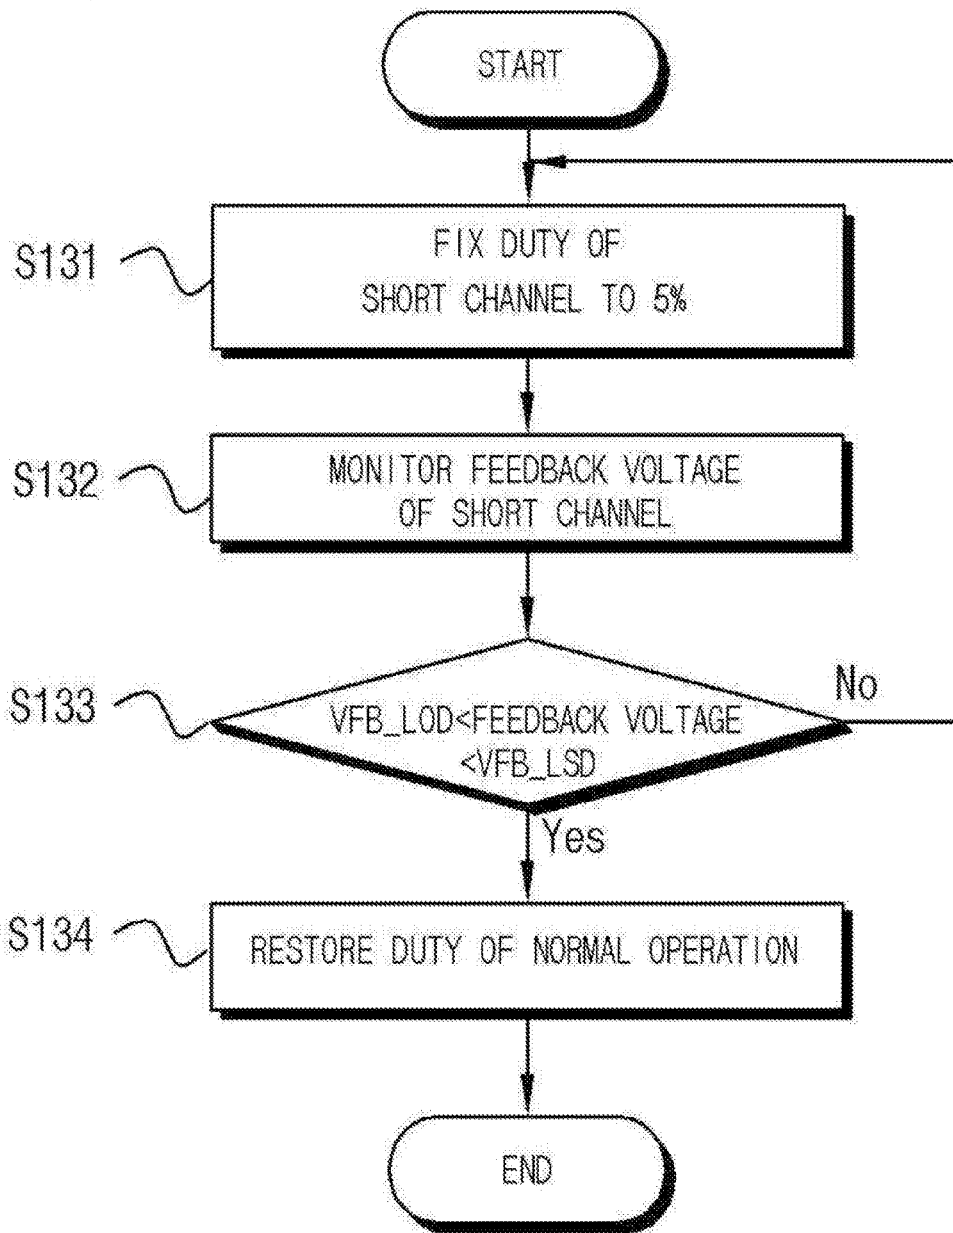 START
S131
FIX DUTY OF
SHORT CHANNEL TO 5%
S132
MONITOR FEEDBACK VOLTAGE
OF SHORT CHANNEL
S133
No
VFB_LOD<FEEDBACK VOLTAGE
<VFB_LSD
Yes
S134
RESTORE DUTY OF NORMAL OPERATION
END